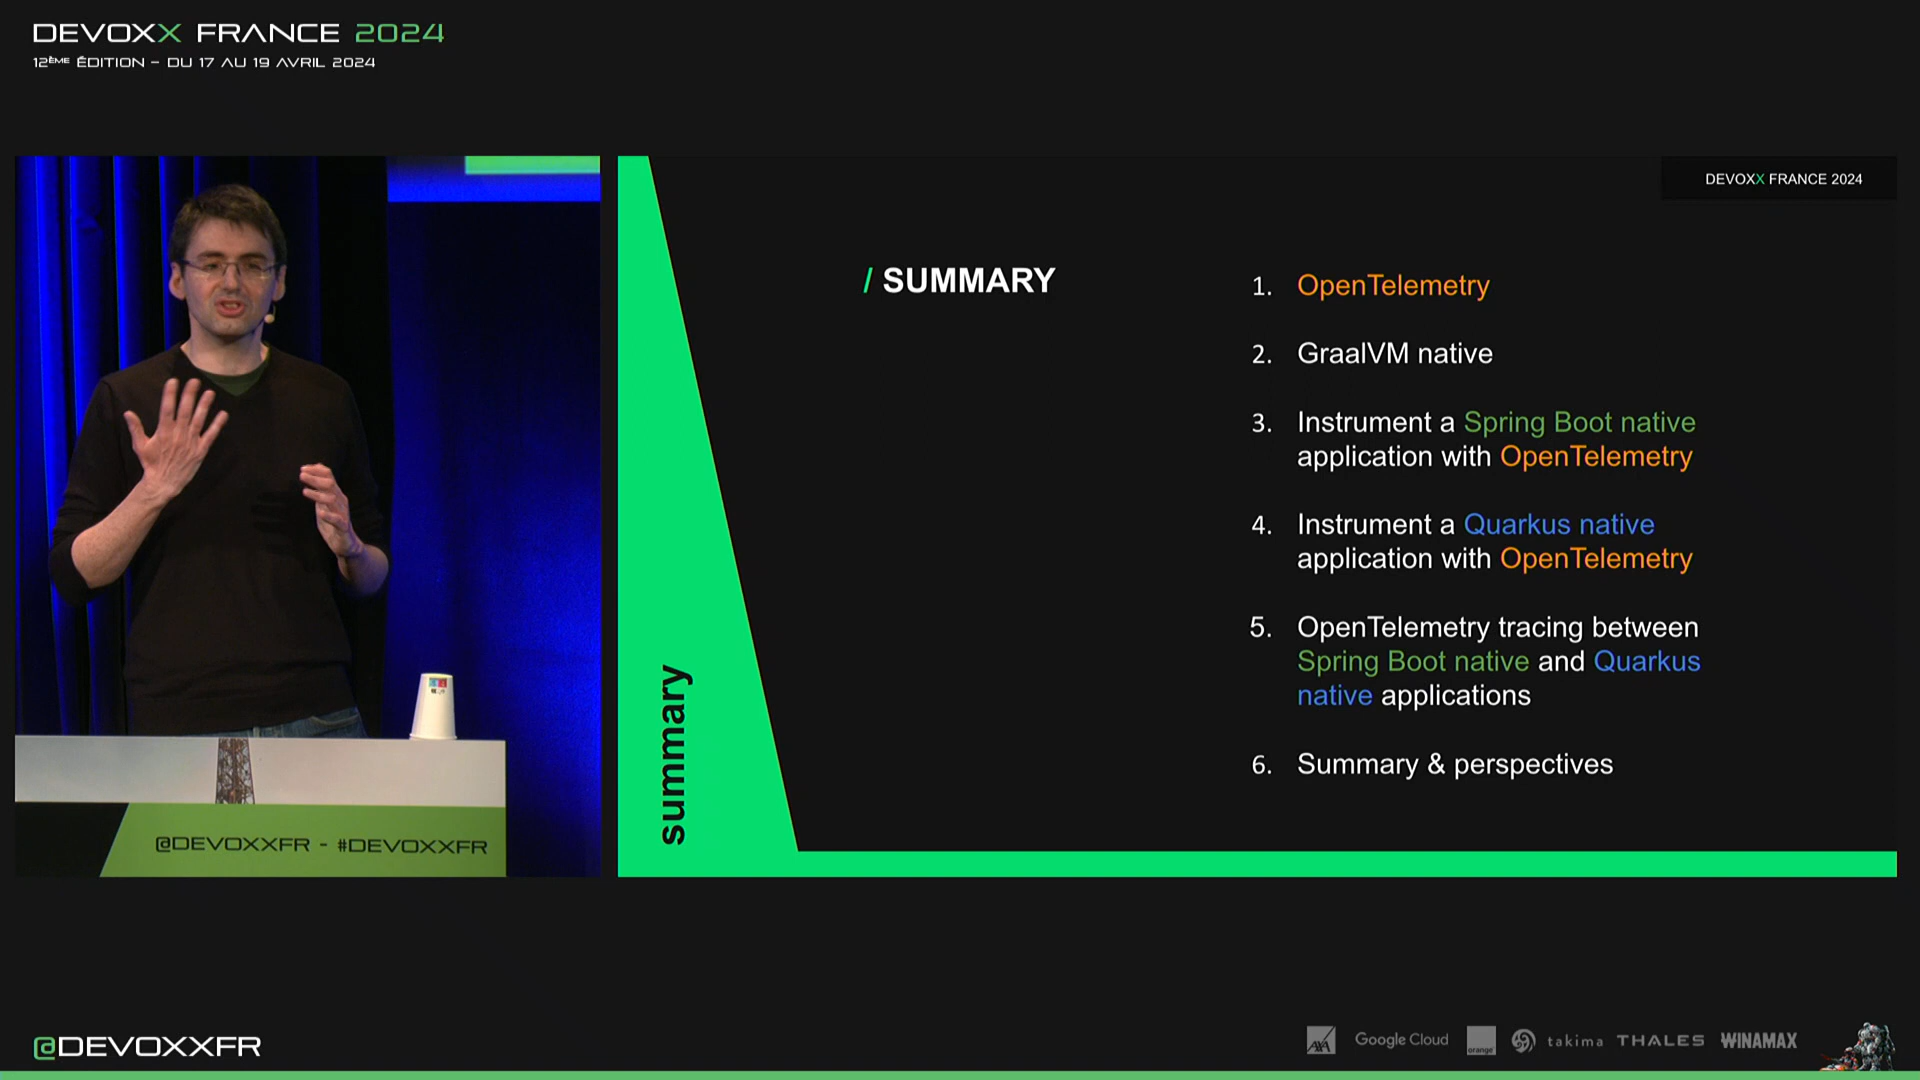 DEVOXX FRANCE 2024
12ÈME ÉDITION - DU 17 AU 19 AVRIL 2024
DEVOXX FRANCE 2024
/ SUMMARY
1. OpenTelemetry
2. GraalVM native
3. Instrument a Spring Boot native
application with OpenTelemetry
4. Instrument a Quarkus native
application with OpenTelemetry
5. OpenTelemetry tracing between
Spring Boot native and Quarkus
native applications
6. Summary & perspectives
summary
@DEVOXXFR - #DEVOXXFR
@DEVOXXFR
AXA
Google Cloud
orange
takima
THALES
WINAMAX